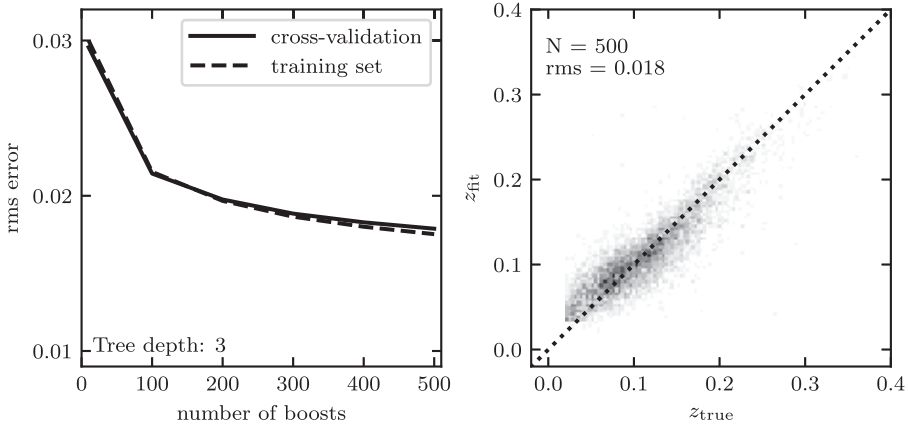 0.03
0.02
0.01
rms error
cross-validation
training set
Tree depth: 3
0
100
200
300
400
500
number of boosts
N = 500
rms = 0.018
0.4
0.3
0.2
0.1
0.0
z_fit
0.0
0.1
0.2
0.3
0.4
z_true